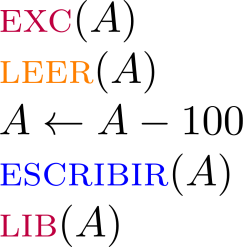 EXC(A)
LEER(A)
A ← A − 100
ESCRIBIR(A)
LIB(A)